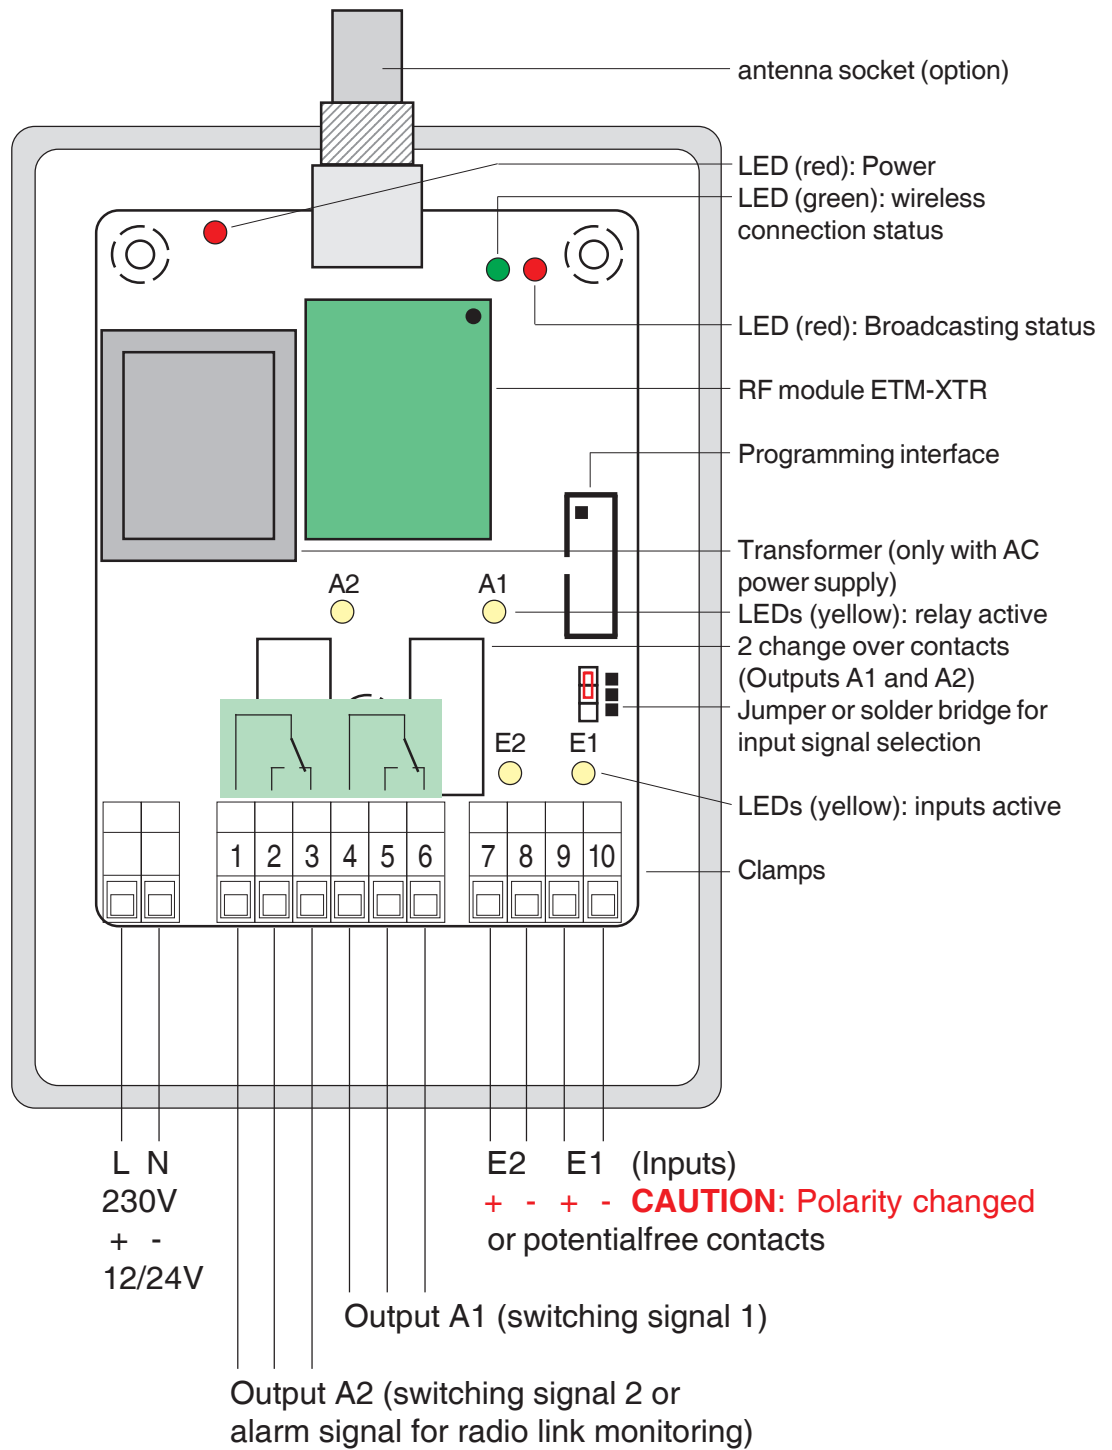 antenna socket (option)
LED (red): Power
LED (green): wireless
connection status
LED (red): Broadcasting status
RF module ETM-XTR
Programming interface
Transformer (only with AC
power supply)
A2 A1
LEDs (yellow): relay active
2 change over contacts
(Outputs A1 and A2)
Jumper or solder bridge for
input signal selection
E2 E1
LEDs (yellow): inputs active
1 2 3 4 5 6 7 8 9 10
Clamps
L N
230V
+ -
12/24V
E2 E1 (Inputs)
+ - + - CAUTION: Polarity changed
or potentialfree contacts
Output A1 (switching signal 1)
Output A2 (switching signal 2 or
alarm signal for radio link monitoring)